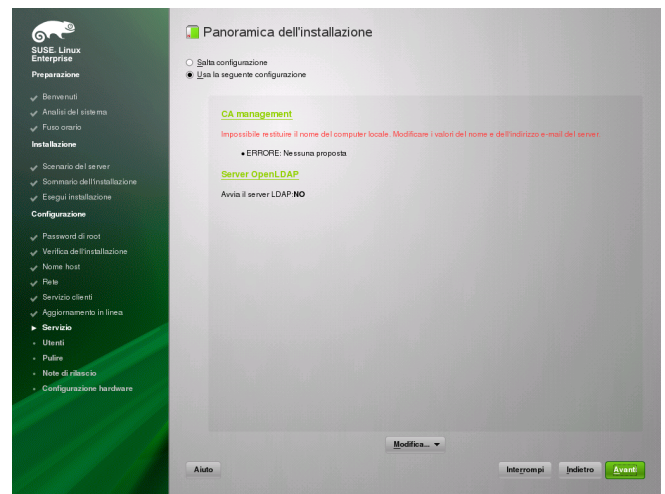 SUSE. Linux
Enterprise
Preparazione
Benvenuti
Analisi del sistema
Fuso orario
Installazione
Scenario del server
Sommario dell'installazione
Esegui installazione
Configurazione
Password di root
Verifica dell'installazione
Nome host
Rete
Servizio clienti
Aggiornamento in linea
Servizio
Utenti
Pulire
Note di rilascio
Configurazione hardware
Panoramica dell'installazione
Salta configurazione
Usa la seguente configurazione
CA management
Impossibile restituire il nome del computer locale. Modificare i valori del nome e dell'indirizzo e-mail del server.
• ERRORE: Nessuna proposta
Server OpenLDAP
Avvia il server LDAP:NO
Modifica...
Aiuto
Interrompi
Indietro
Avanti